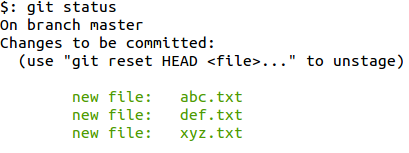 $: git status
On branch master
Changes to be committed:
  (use "git reset HEAD <file>..." to unstage)

        new file:   abc.txt
        new file:   def.txt
        new file:   xyz.txt